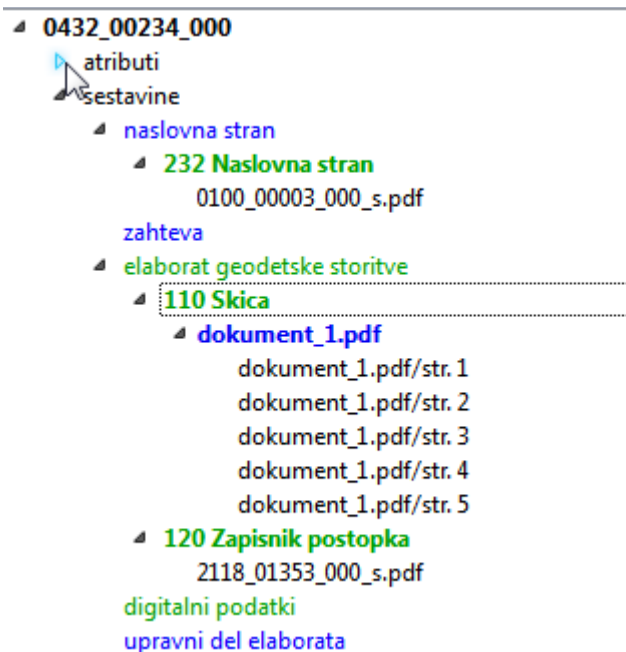 0432_00234_000
atributi
sestavine
naslovna stran
232 Naslovna stran
0100_00003_000_s.pdf
zahteva
elaborat geodetske storitve
110 Skica
dokument_1.pdf
dokument_1.pdf/str. 1
dokument_1.pdf/str. 2
dokument_1.pdf/str. 3
dokument_1.pdf/str. 4
dokument_1.pdf/str. 5
120 Zapisnik postopka
2118_01353_000_s.pdf
digitalni podatki
upravni del elaborata